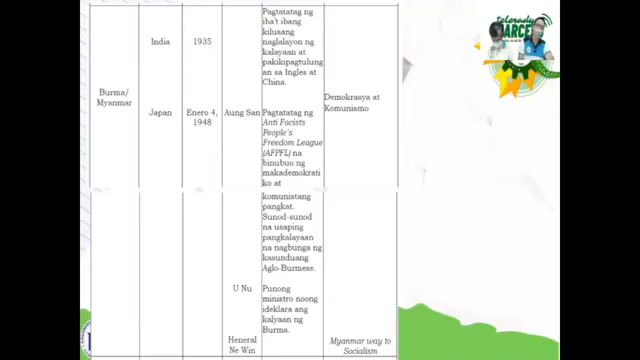 Pagtatatag ng
iba't ibang
kilusang
naglalayon ng
kalayaan at
pakikipagtulung
an sa Ingles at
China.
India
1935
Burma/
Myanmar
Demokrasya at
Komunismo
Japan
Enero 4,
1948
Aung San
Pagtatatag ng
Anti Facists
People's
Freedom League
(AFPFL) na
binubuo ng
makademokrati
ko at
komunistang
pangkat.
Sunod-sunod
na usaping
pangkalayaan
na nagbunga ng
kasunduang
Aglo-Burmese.
U Nu
Punong
ministro noong
ideklara ang
kalyaan ng
Burma.
Heneral
Ne Win
Myanmar way to
Socialism